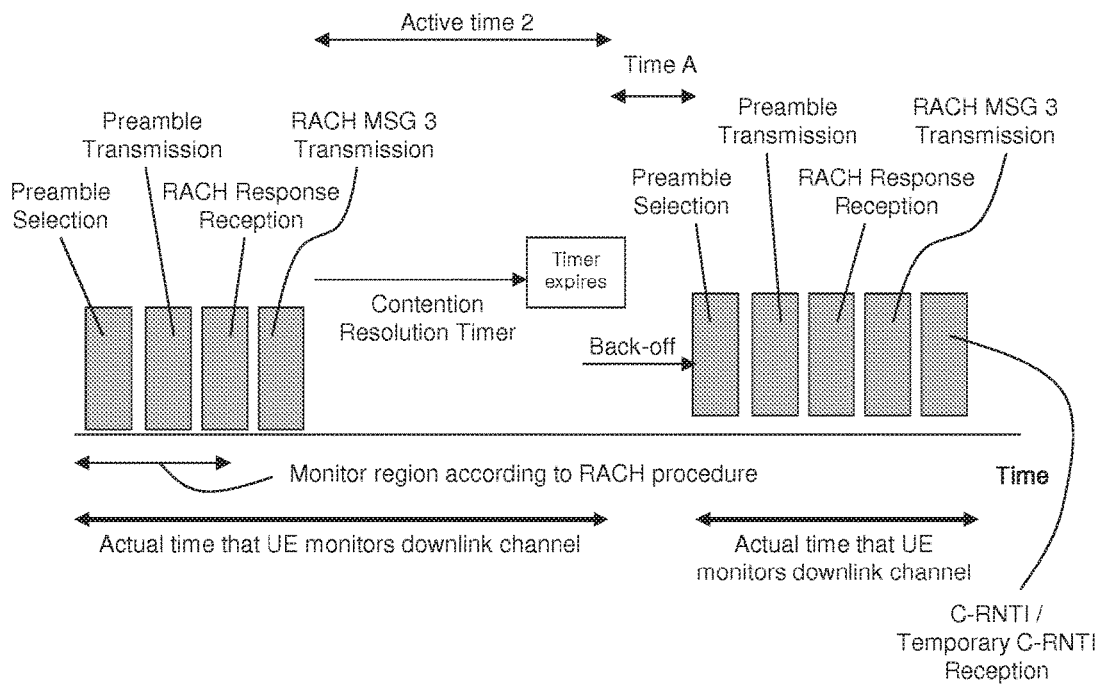 Active time 2
Time A
Preamble
Transmission
RACH MSG 3
Transmission
Preamble
Selection
RACH Response
Reception
Preamble
Transmission
RACH MSG 3
Transmission
Preamble
Selection
RACH Response
Reception
Timer
expires
Contention
Resolution Timer
Back-off
Monitor region according to RACH procedure
Time
Actual time that UE monitors downlink channel
Actual time that UE
monitors downlink channel
C-RNTI /
Temporary C-RNTI
Reception